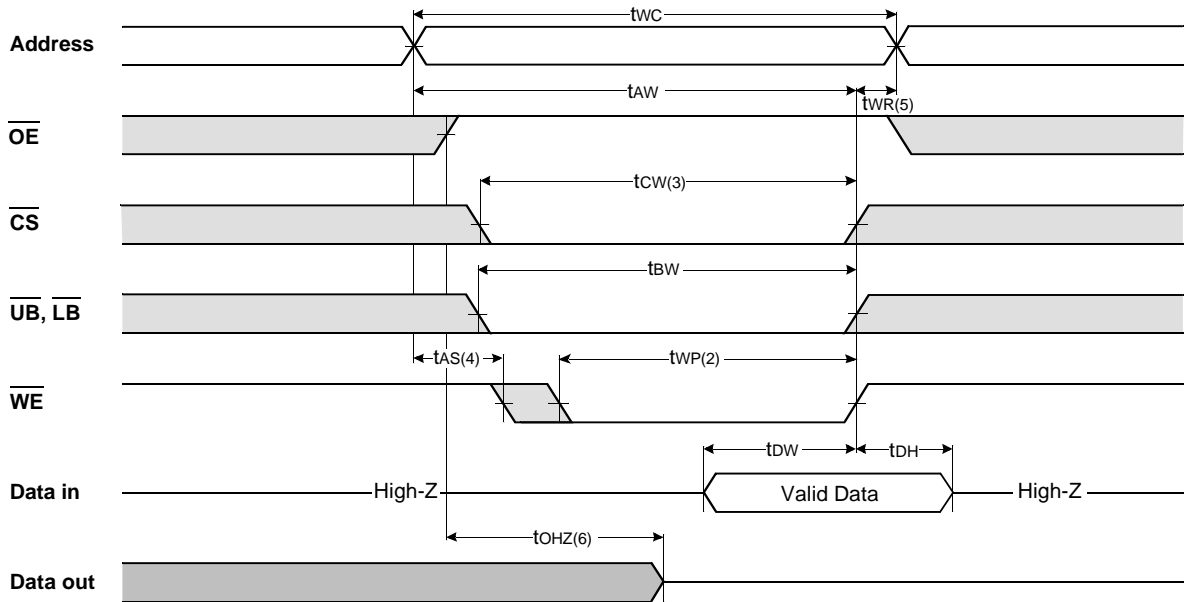 tWC
Address
tAW
tWR(5)
OE
tCW(3)
CS
tBW
UB, LB
tAS(4)
tWP(2)
WE
tDW
tDH
Data in
High-Z
Valid Data
High-Z
tOHZ(6)
Data out